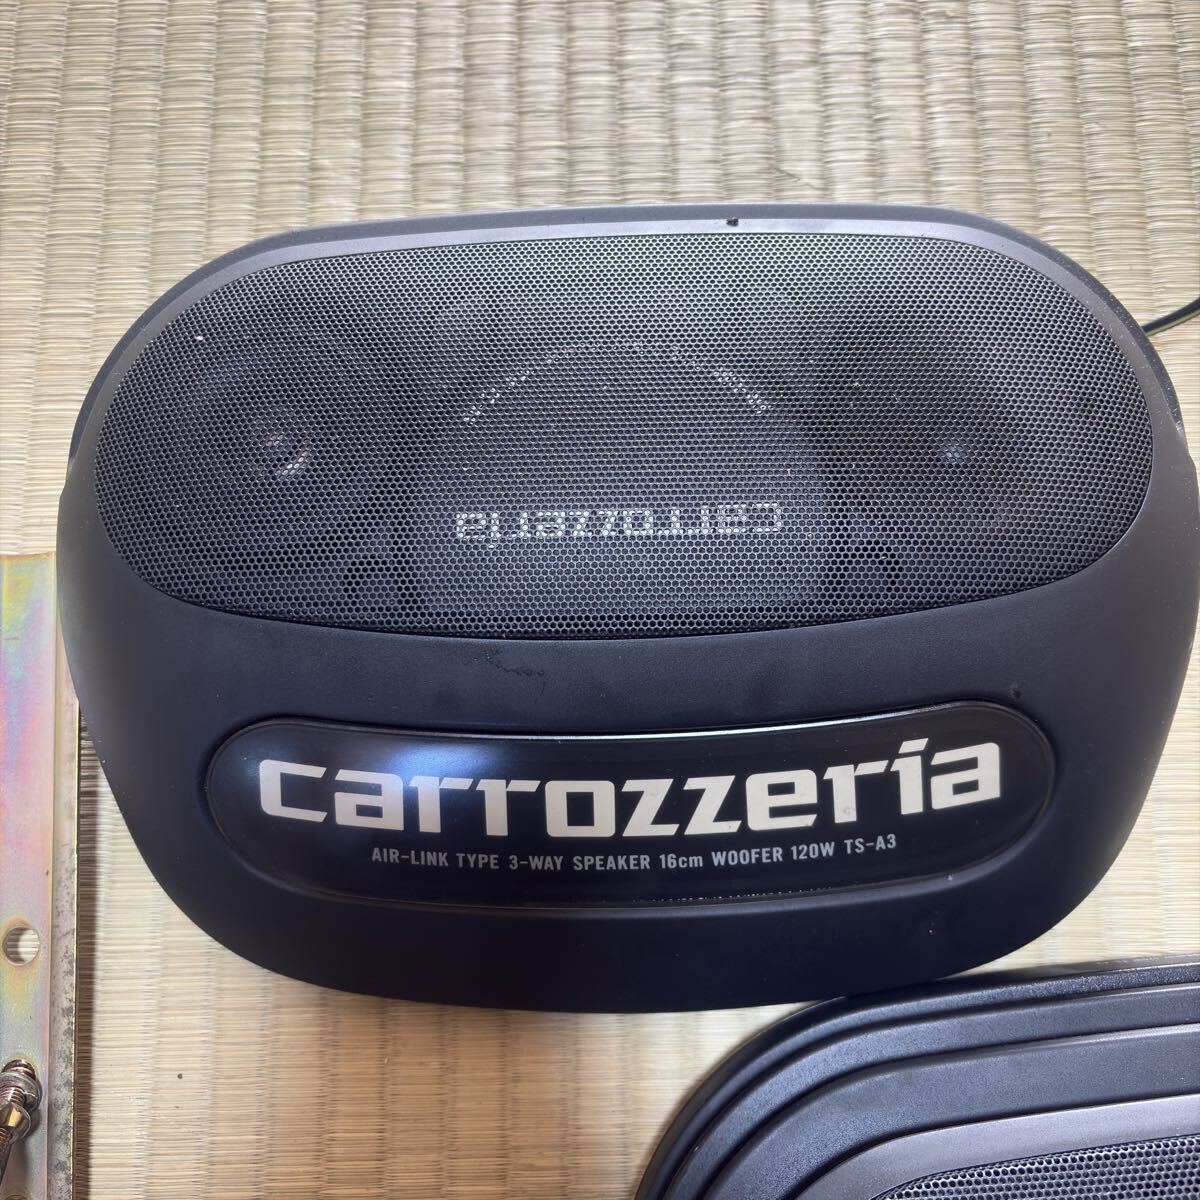 carrozzeria
carrozzeria
AIR-LINK TYPE 3-WAY SPEAKER 16cm WOOFER 120W TS-A3